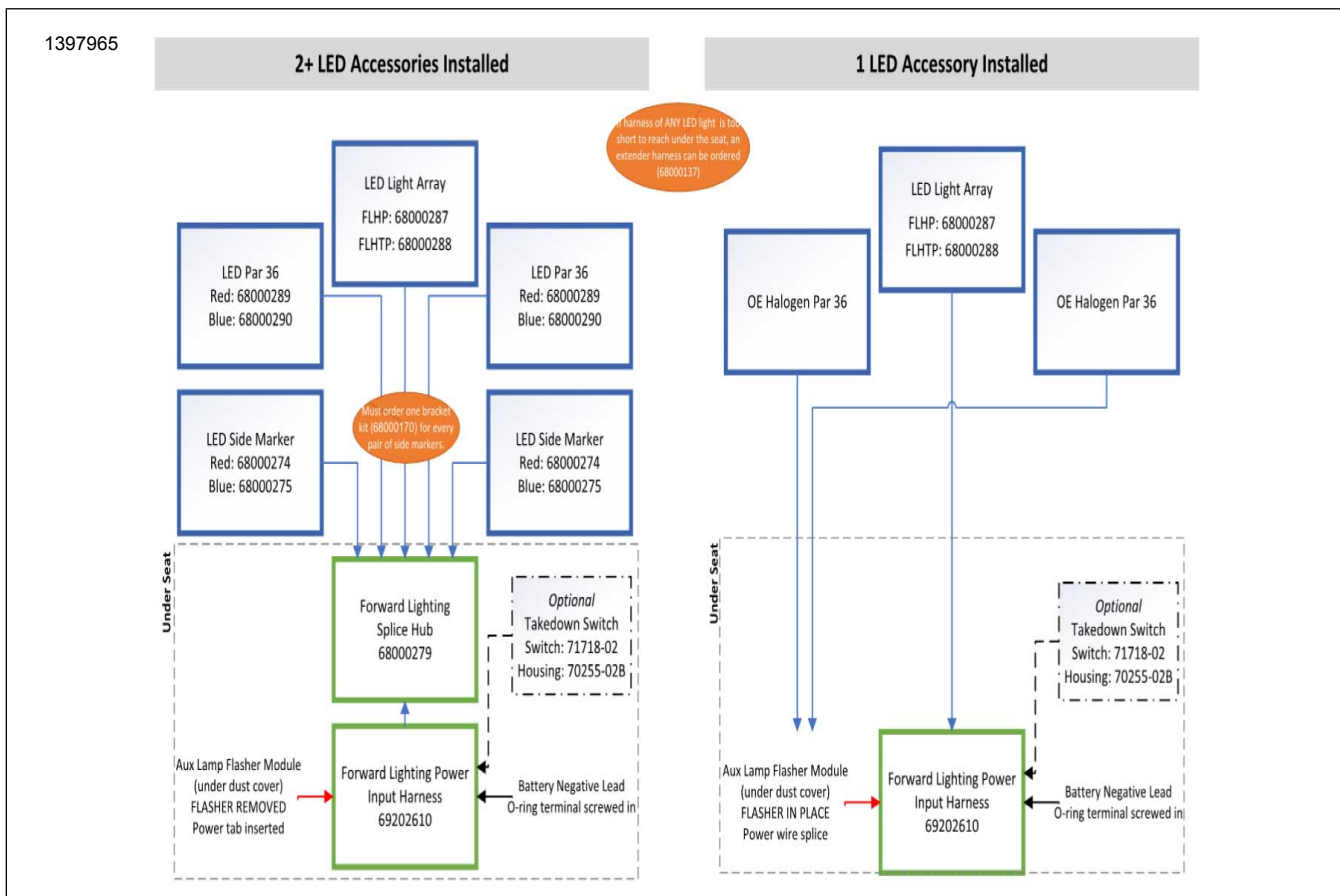 1397965
2+ LED Accessories Installed
1 LED Accessory Installed
harness of ANY LED light is too
short to reach under the seat, an
extender harness can be ordered
(68000137)
LED Light Array
FLHP: 68000287
FLHTP: 68000288
LED Par 36
Red: 68000289
Blue: 68000290
LED Par 36
Red: 68000289
Blue: 68000290
Must order one bracket
kit (68000170) for every
pair of side markers.
LED Side Marker
Red: 68000274
Blue: 68000275
LED Side Marker
Red: 68000274
Blue: 68000275
Under Seat
Forward Lighting
Splice Hub
68000279
Optional
Takedown Switch
Switch: 71718-02
Housing: 70255-02B
Aux Lamp Flasher Module
(under dust cover)
FLASHER REMOVED
Power tab inserted
Forward Lighting Power
Input Harness
69202610
Battery Negative Lead
O-ring terminal screwed in
LED Light Array
FLHP: 68000287
FLHTP: 68000288
OE Halogen Par 36
OE Halogen Par 36
Under Seat
Optional
Takedown Switch
Switch: 71718-02
Housing: 70255-02B
Aux Lamp Flasher Module
(under dust cover)
FLASHER IN PLACE
Power wire splice
Forward Lighting Power
Input Harness
69202610
Battery Negative Lead
O-ring terminal screwed in